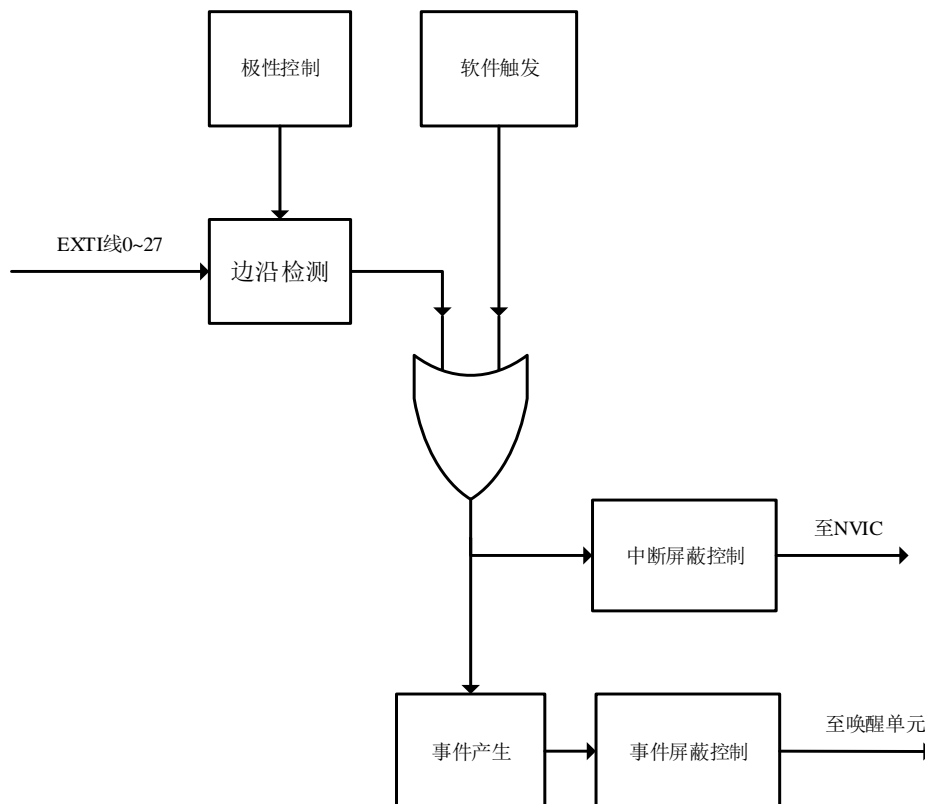 极性控制
软件触发
EXTI线0~27
边沿检测
至NVIC
中断屏蔽控制
至唤醒单元
事件产生
事件屏蔽控制